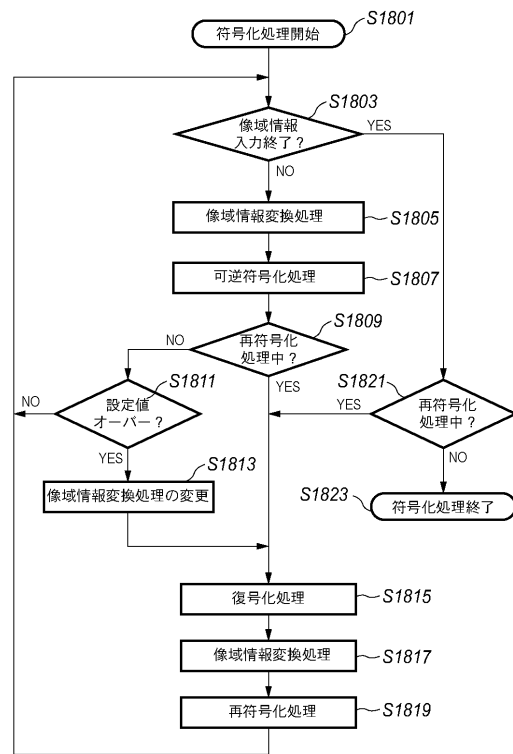 符号化処理開始
S1801
S1803
像域情報
入力終了？
YES
NO
像域情報変換処理
S1805
可逆符号化処理
S1807
S1809
再符号化
処理中？
NO
YES
S1811
設定値
オーバー？
NO
YES
S1821
再符号化
処理中？
YES
NO
S1813
像域情報変換処理の変更
S1823
符号化処理終了
復号化処理
S1815
像域情報変換処理
S1817
再符号化処理
S1819